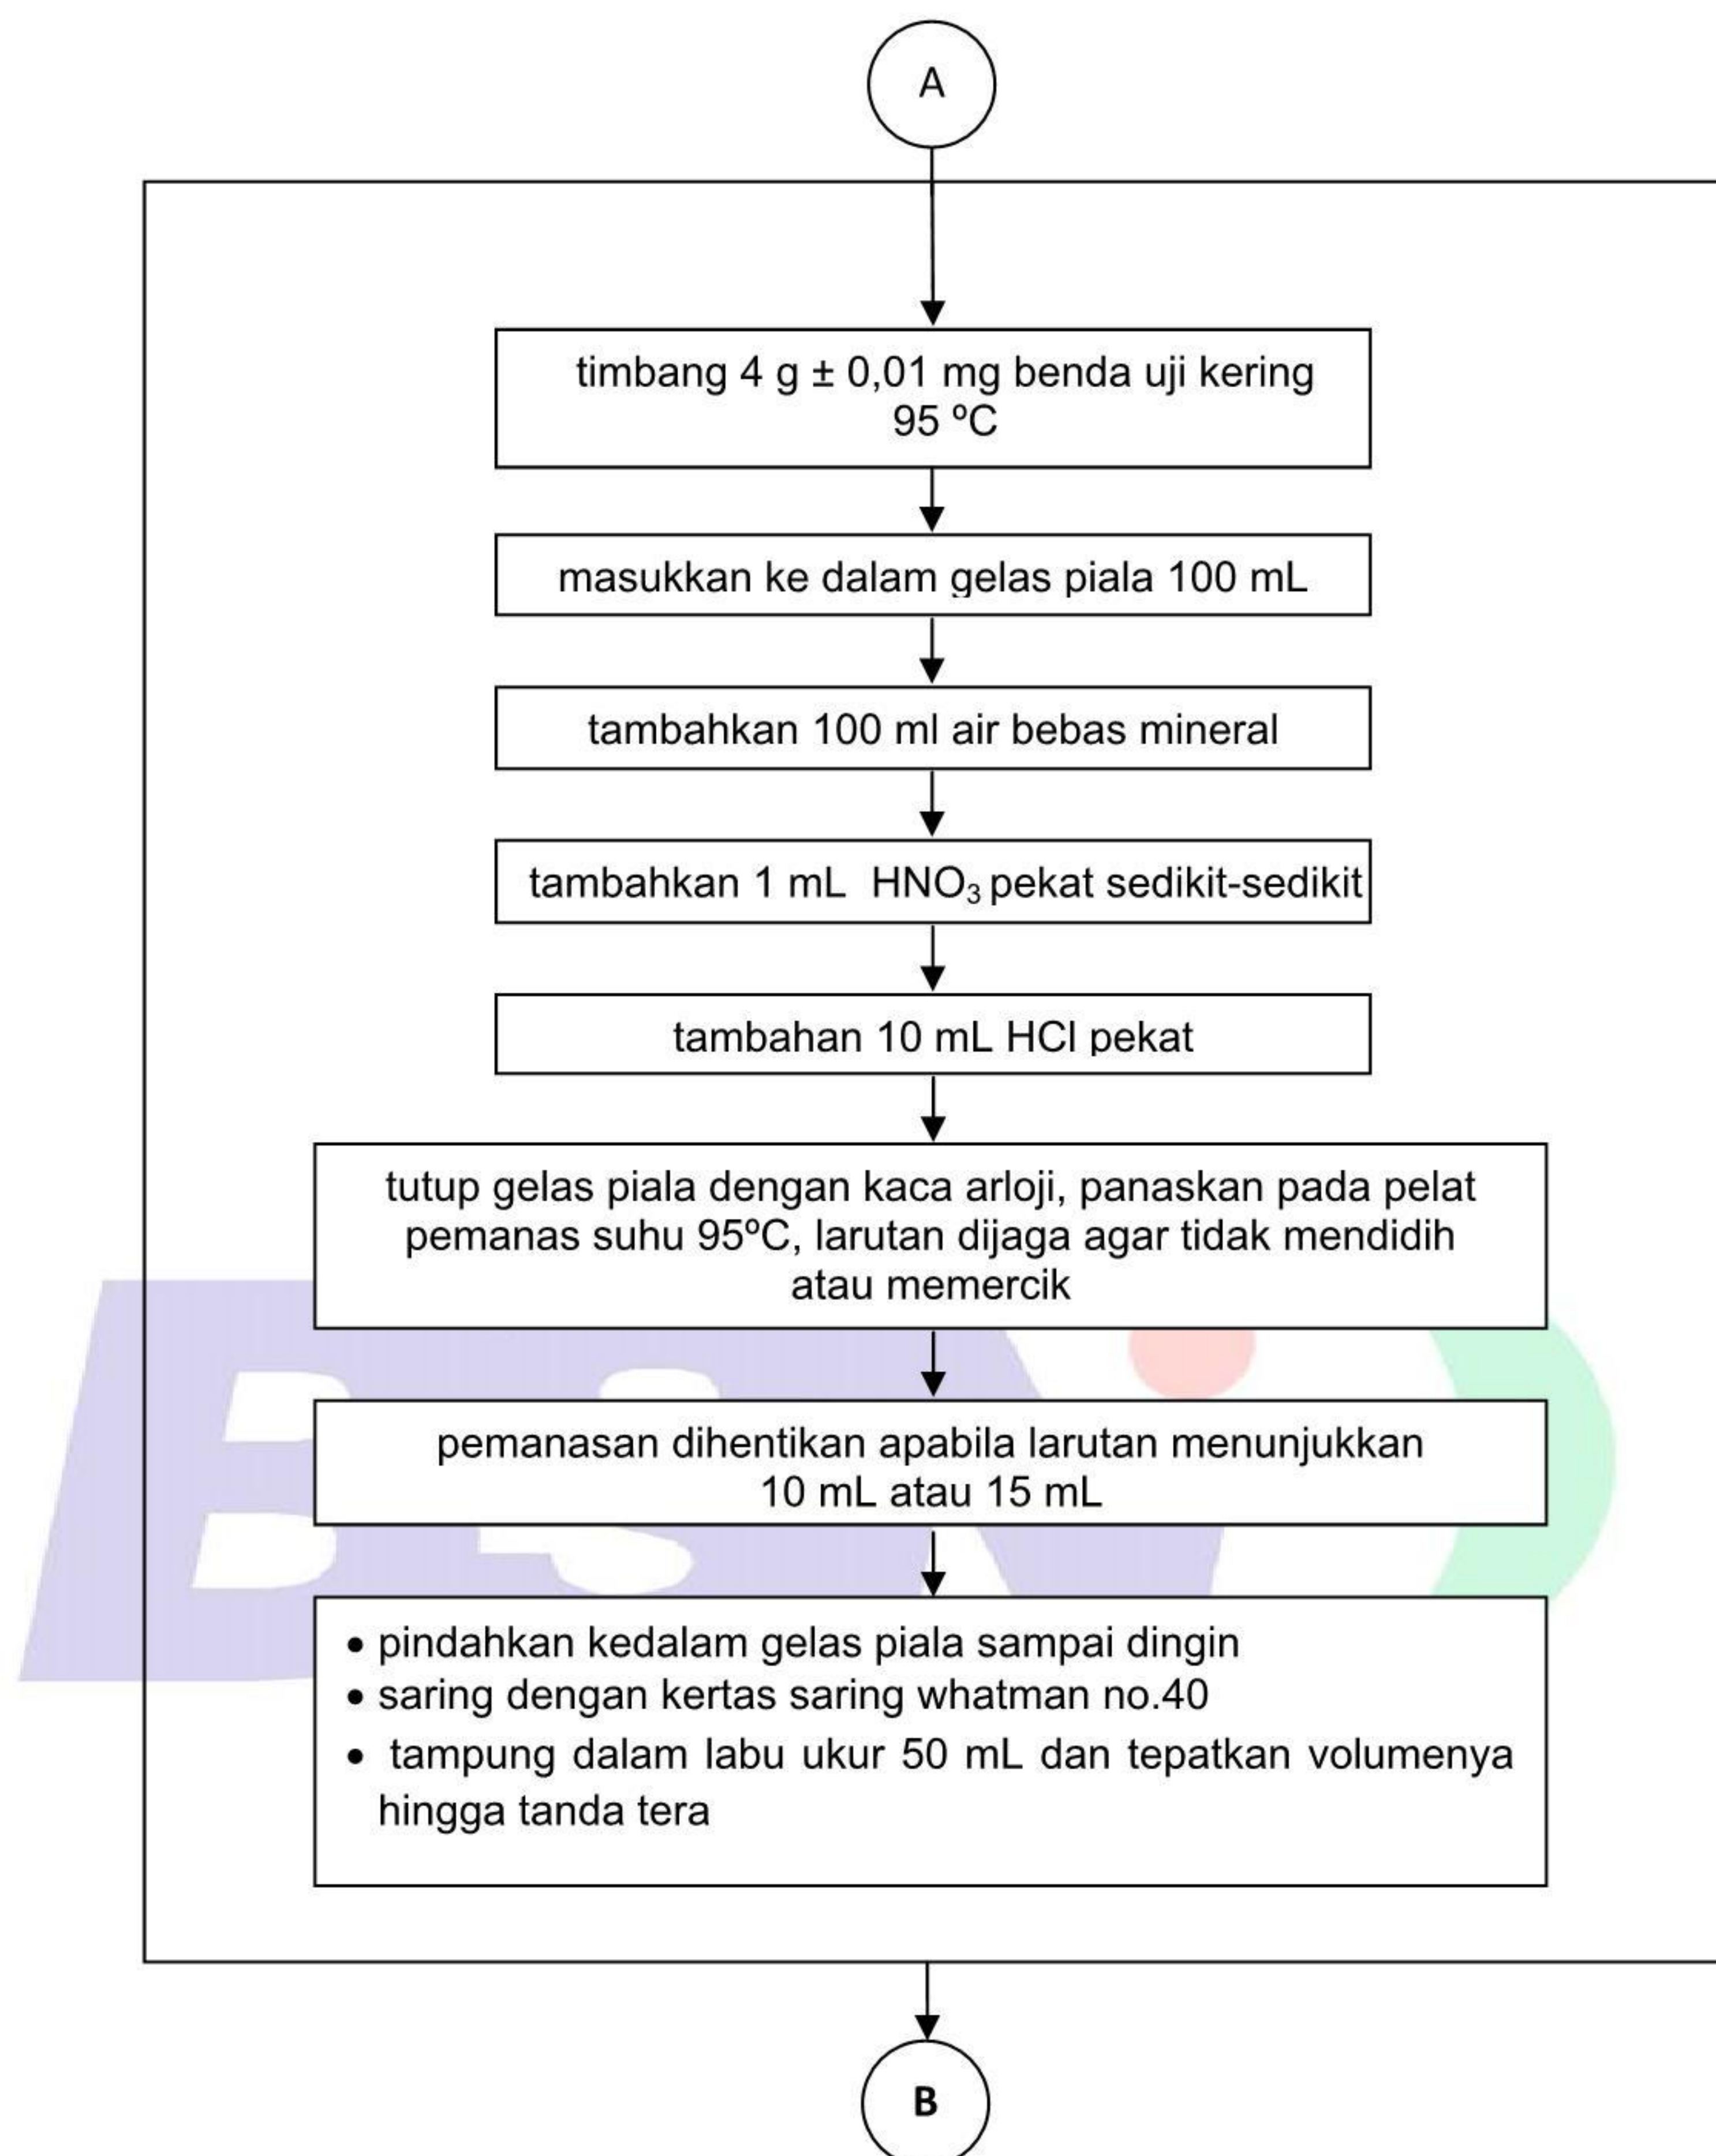 A
timbang 4 g ± 0,01 mg benda uji kering
95 ºC
masukkan ke dalam gelas piala 100 mL
tambahkan 100 ml air bebas mineral
tambahkan 1 mL  HNO₃ pekat sedikit-sedikit
tambahan 10 mL HCl pekat
tutup gelas piala dengan kaca arloji, panaskan pada pelat
pemanas suhu 95ºC, larutan dijaga agar tidak mendidih
atau memercik
pemanasan dihentikan apabila larutan menunjukkan
10 mL atau 15 mL
• pindahkan kedalam gelas piala sampai dingin
• saring dengan kertas saring whatman no.40
• tampung dalam labu ukur 50 mL dan tepatkan volumenya
hingga tanda tera
B
BSN